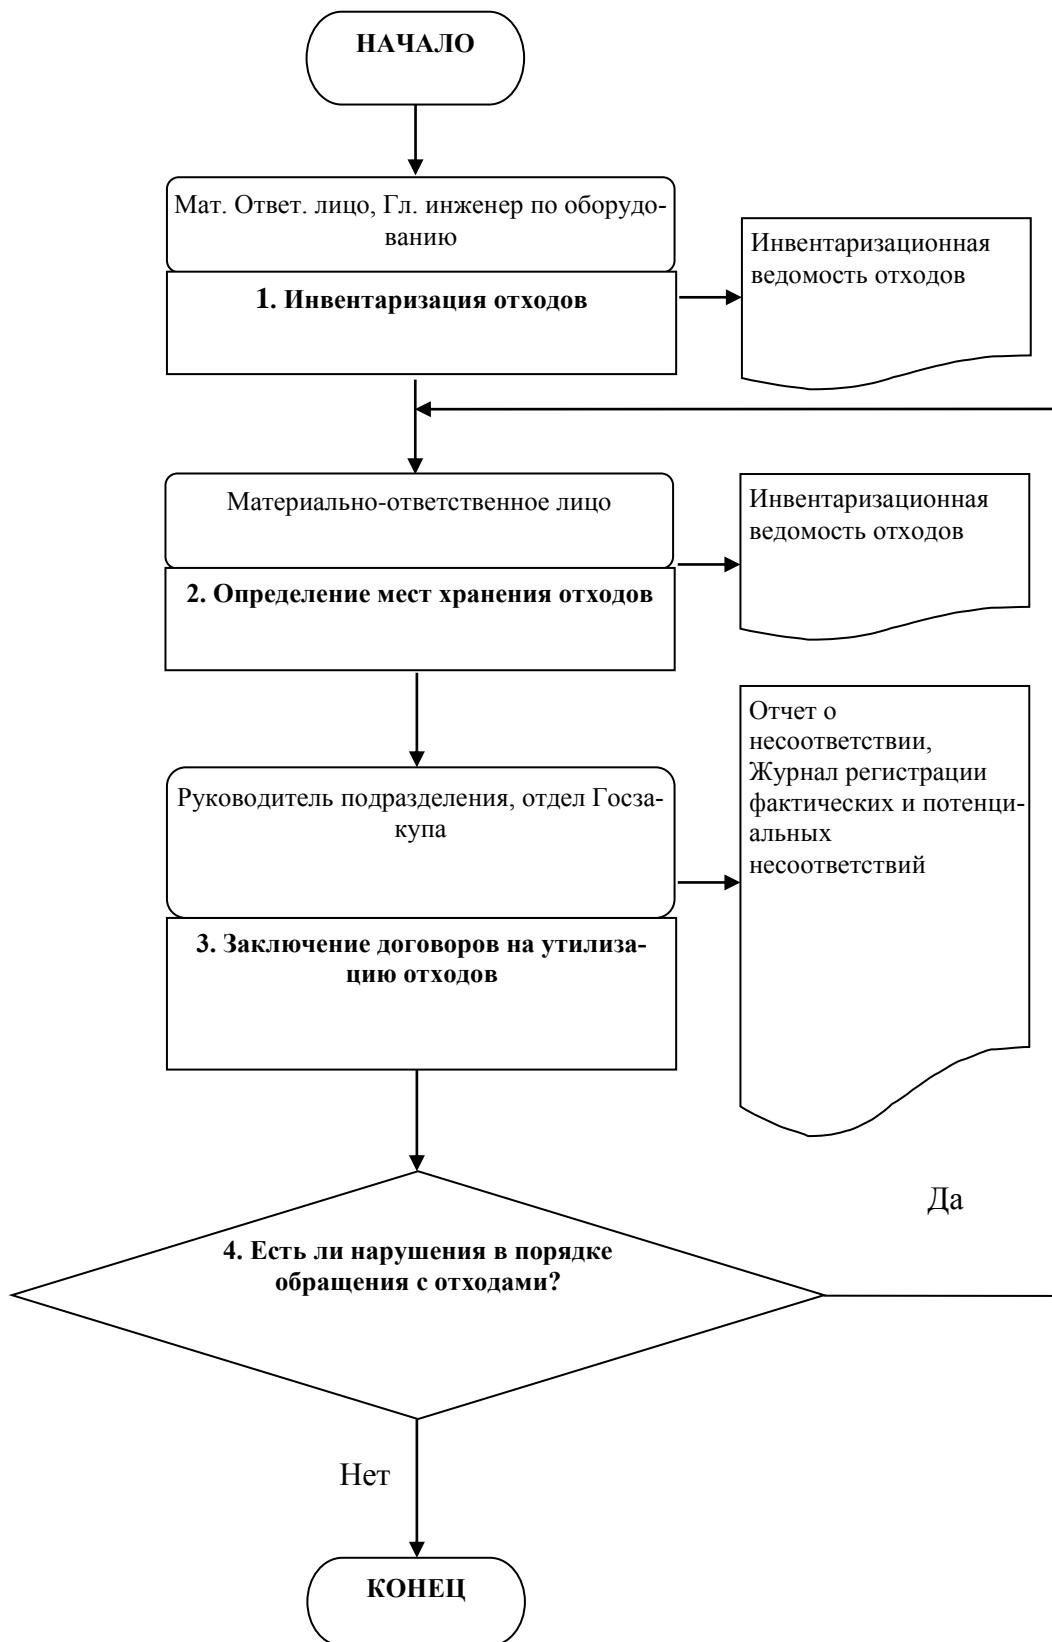 НАЧАЛО
Мат. Ответ. лицо, Гл. инженер по оборудо-
ванию
1. Инвентаризация отходов
Инвентаризационная
ведомость отходов
Материально-ответственное лицо
2. Определение мест хранения отходов
Инвентаризационная
ведомость отходов
Руководитель подразделения, отдел Госза-
купа
3. Заключение договоров на утилиза-
цию отходов
Отчет о
несоответствии,
Журнал регистрации
фактических и потенци-
альных
несоответствий
Да
4. Есть ли нарушения в порядке
обращения с отходами?
Нет
КОНЕЦ